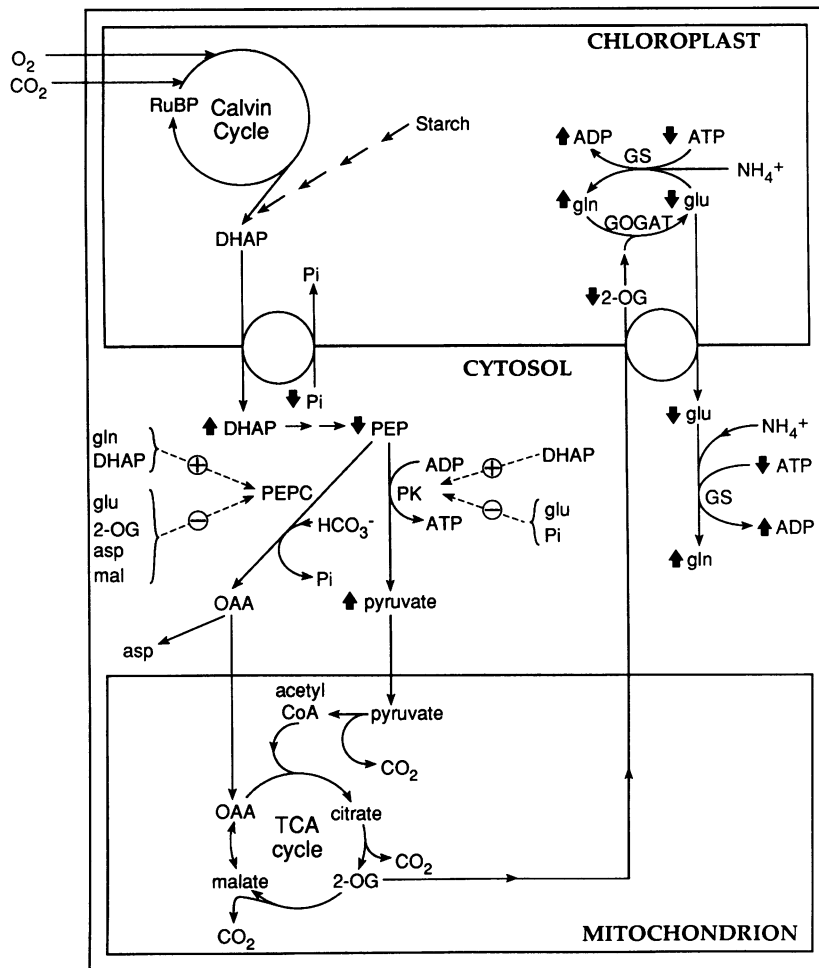 CHLOROPLAST
O2
CO2
RuBP
Calvin
Cycle
Starch
DHAP
Pi
ADP
ATP
GS
NH4+
gln
glu
GOGAT
2-OG
CYTOSOL
Pi
DHAP
PEP
gln
DHAP
+
PEPC
glu
2-OG
asp
mal
−
ADP
PK
ATP
+
DHAP
−
glu
Pi
HCO3-
Pi
OAA
asp
pyruvate
glu
NH4+
ATP
GS
ADP
gln
acetyl
CoA
pyruvate
CO2
OAA
TCA
cycle
citrate
CO2
malate
2-OG
CO2
MITOCHONDRION